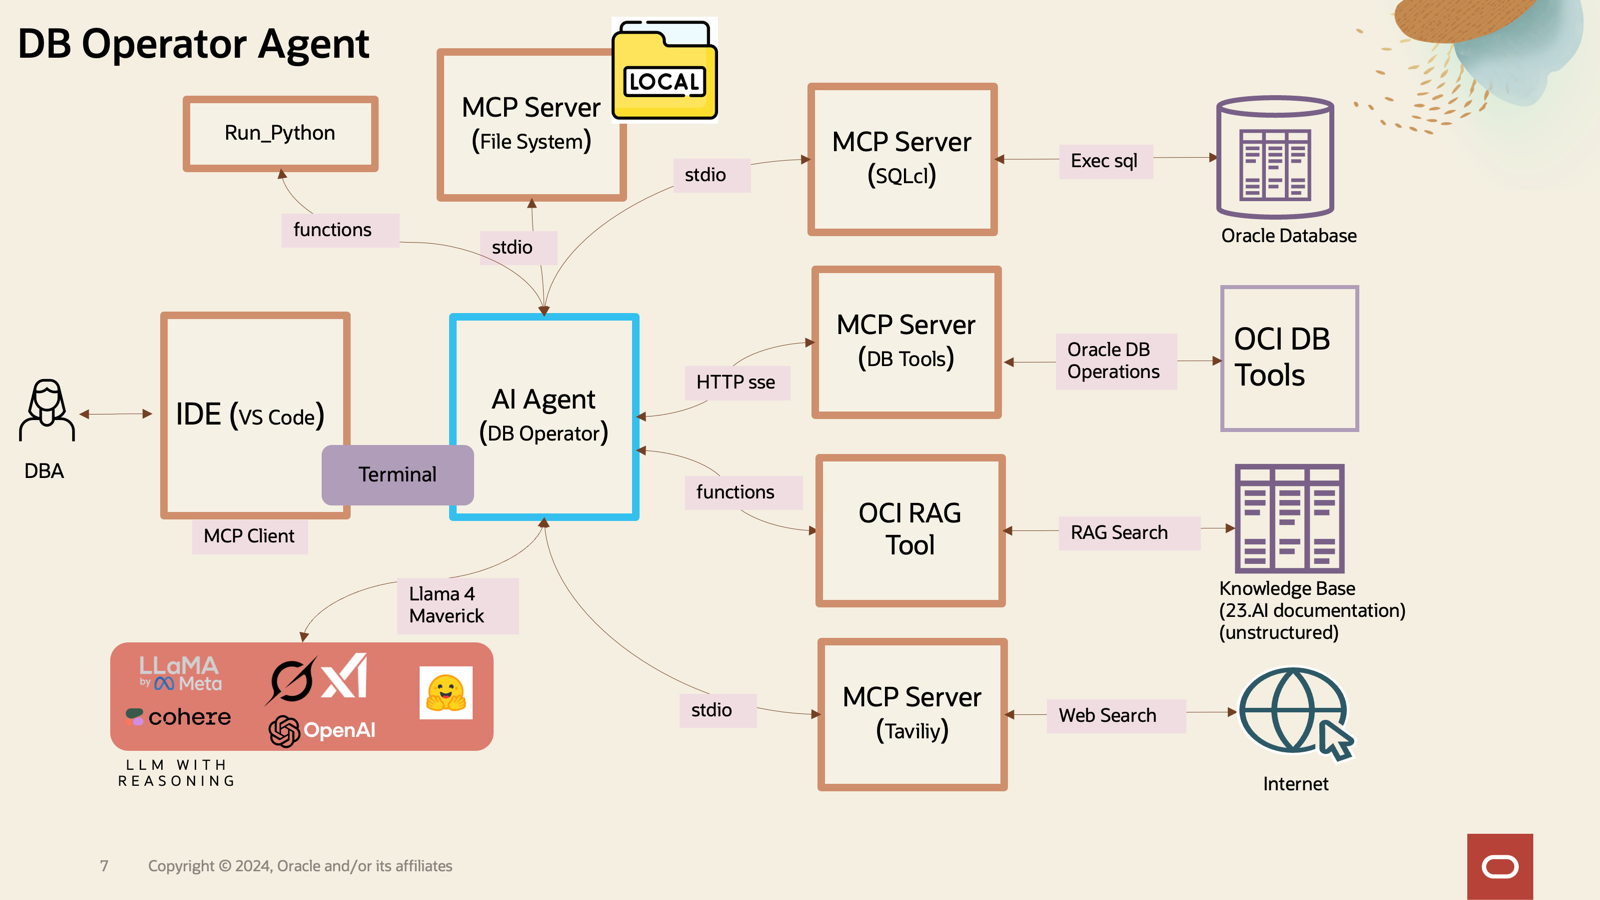 DB Operator Agent
LOCAL
MCP Server
(File System)
Run_Python
MCP Server
(SQLcl)
stdio
Exec sql
functions
stdio
Oracle Database
MCP Server
(DB Tools)
HTTP sse
Oracle DB
Operations
OCI DB
Tools
DBA
IDE (VS Code)
MCP Client
Terminal
AI Agent
(DB Operator)
functions
OCI RAG
Tool
RAG Search
Knowledge Base
(23.AI documentation)
(unstructured)
Llama 4
Maverick
LLaMA
by Meta
xI
cohere
OpenAI
LLM WITH
REASONING
stdio
MCP Server
(Taviliy)
Web Search
Internet
7
Copyright © 2024, Oracle and/or its affiliates